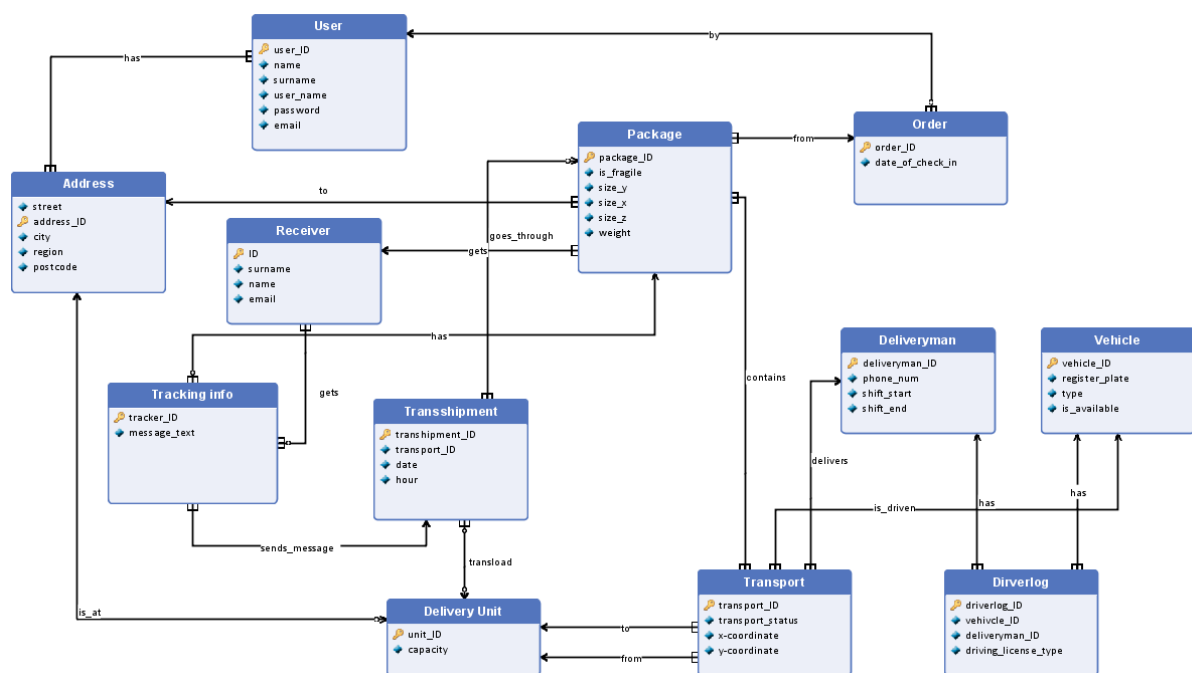 User
user_ID
name
surname
user_name
password
email
has
by
Order
order_ID
date_of_check_in
Package
package_ID
is_fragile
size_y
size_x
size_z
weight
from
Address
street
address_ID
city
region
postcode
to
Receiver
ID
surname
name
email
goes_through
gets
has
gets
contains
Tracking info
tracker_ID
message_text
Transshipment
transhipment_ID
transport_ID
date
hour
Deliveryman
deliveryman_ID
phone_num
shift_start
shift_end
Vehicle
vehicle_ID
register_plate
type
is_available
delivers
is_driven
has
has
sends_message
transload
is_at
Delivery Unit
unit_ID
capacity
to
from
Transport
transport_ID
transport_status
x-coordinate
y-coordinate
Dirverlog
driverlog_ID
vehivcle_ID
deliveryman_ID
driving_license_type